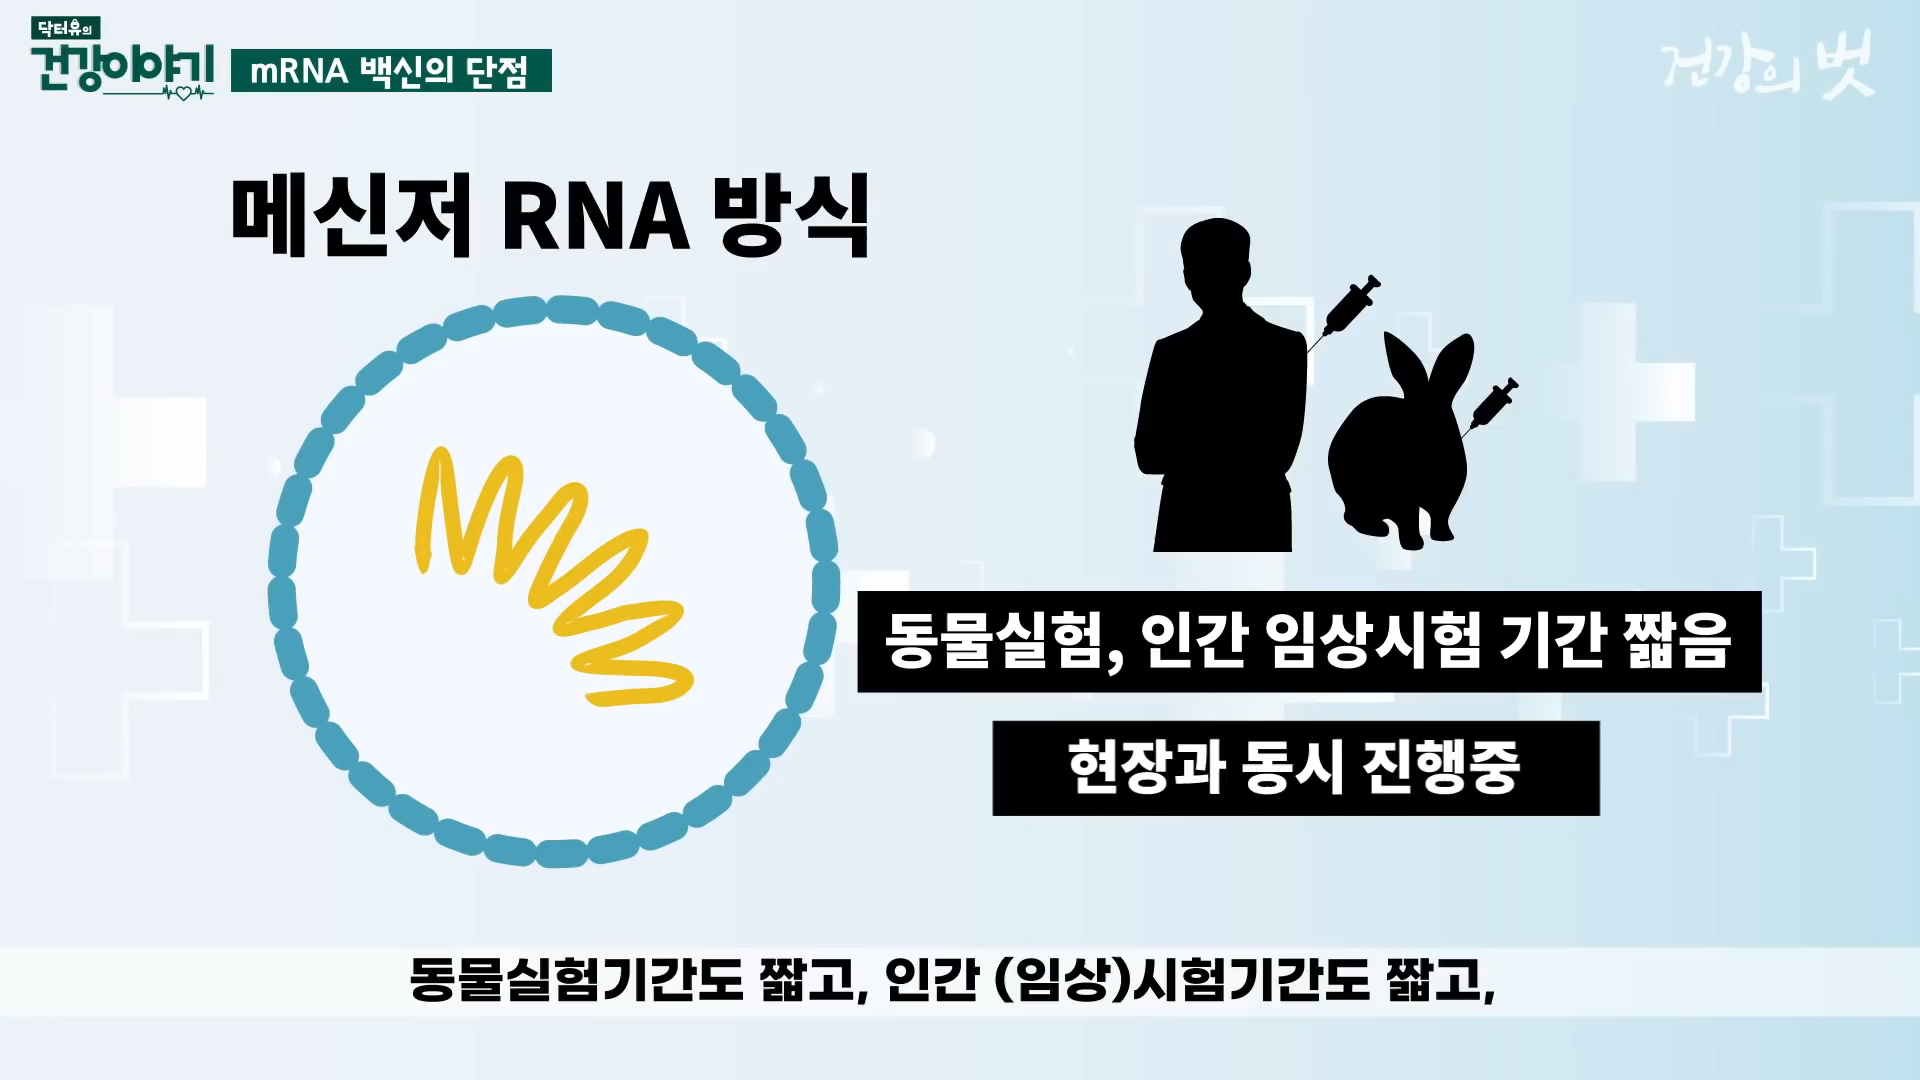 닥터유의
건강이야기
mRNA 백신의 단점
건강의 벗
메신저 RNA 방식
동물실험, 인간 임상시험 기간 짧음
현장과 동시 진행중
동물실험기간도 짧고, 인간 (임상)시험기간도 짧고,